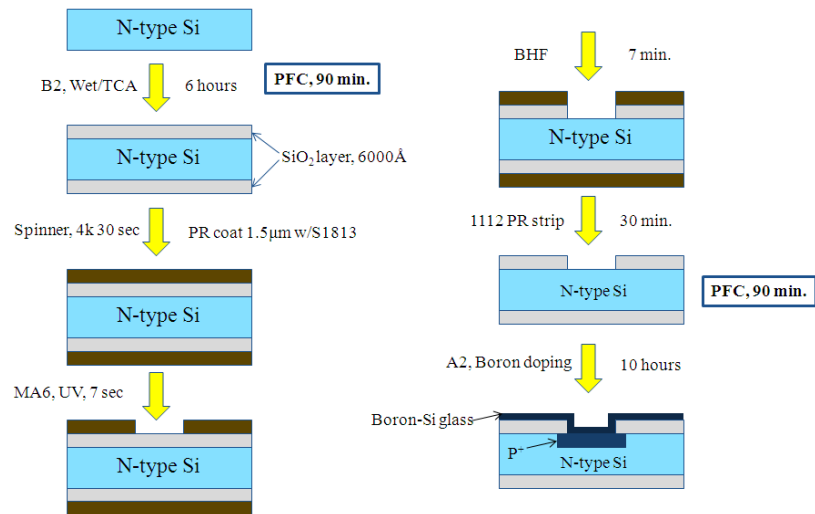 N-type Si
B2, Wet/TCA
6 hours
PFC, 90 min.
N-type Si
SiO₂ layer, 6000Å
Spinner, 4k 30 sec
PR coat 1.5μm w/S1813
N-type Si
MA6, UV, 7 sec
N-type Si
BHF
7 min.
N-type Si
1112 PR strip
30 min.
N-type Si
PFC, 90 min.
A2, Boron doping
10 hours
Boron-Si glass
P⁺
N-type Si